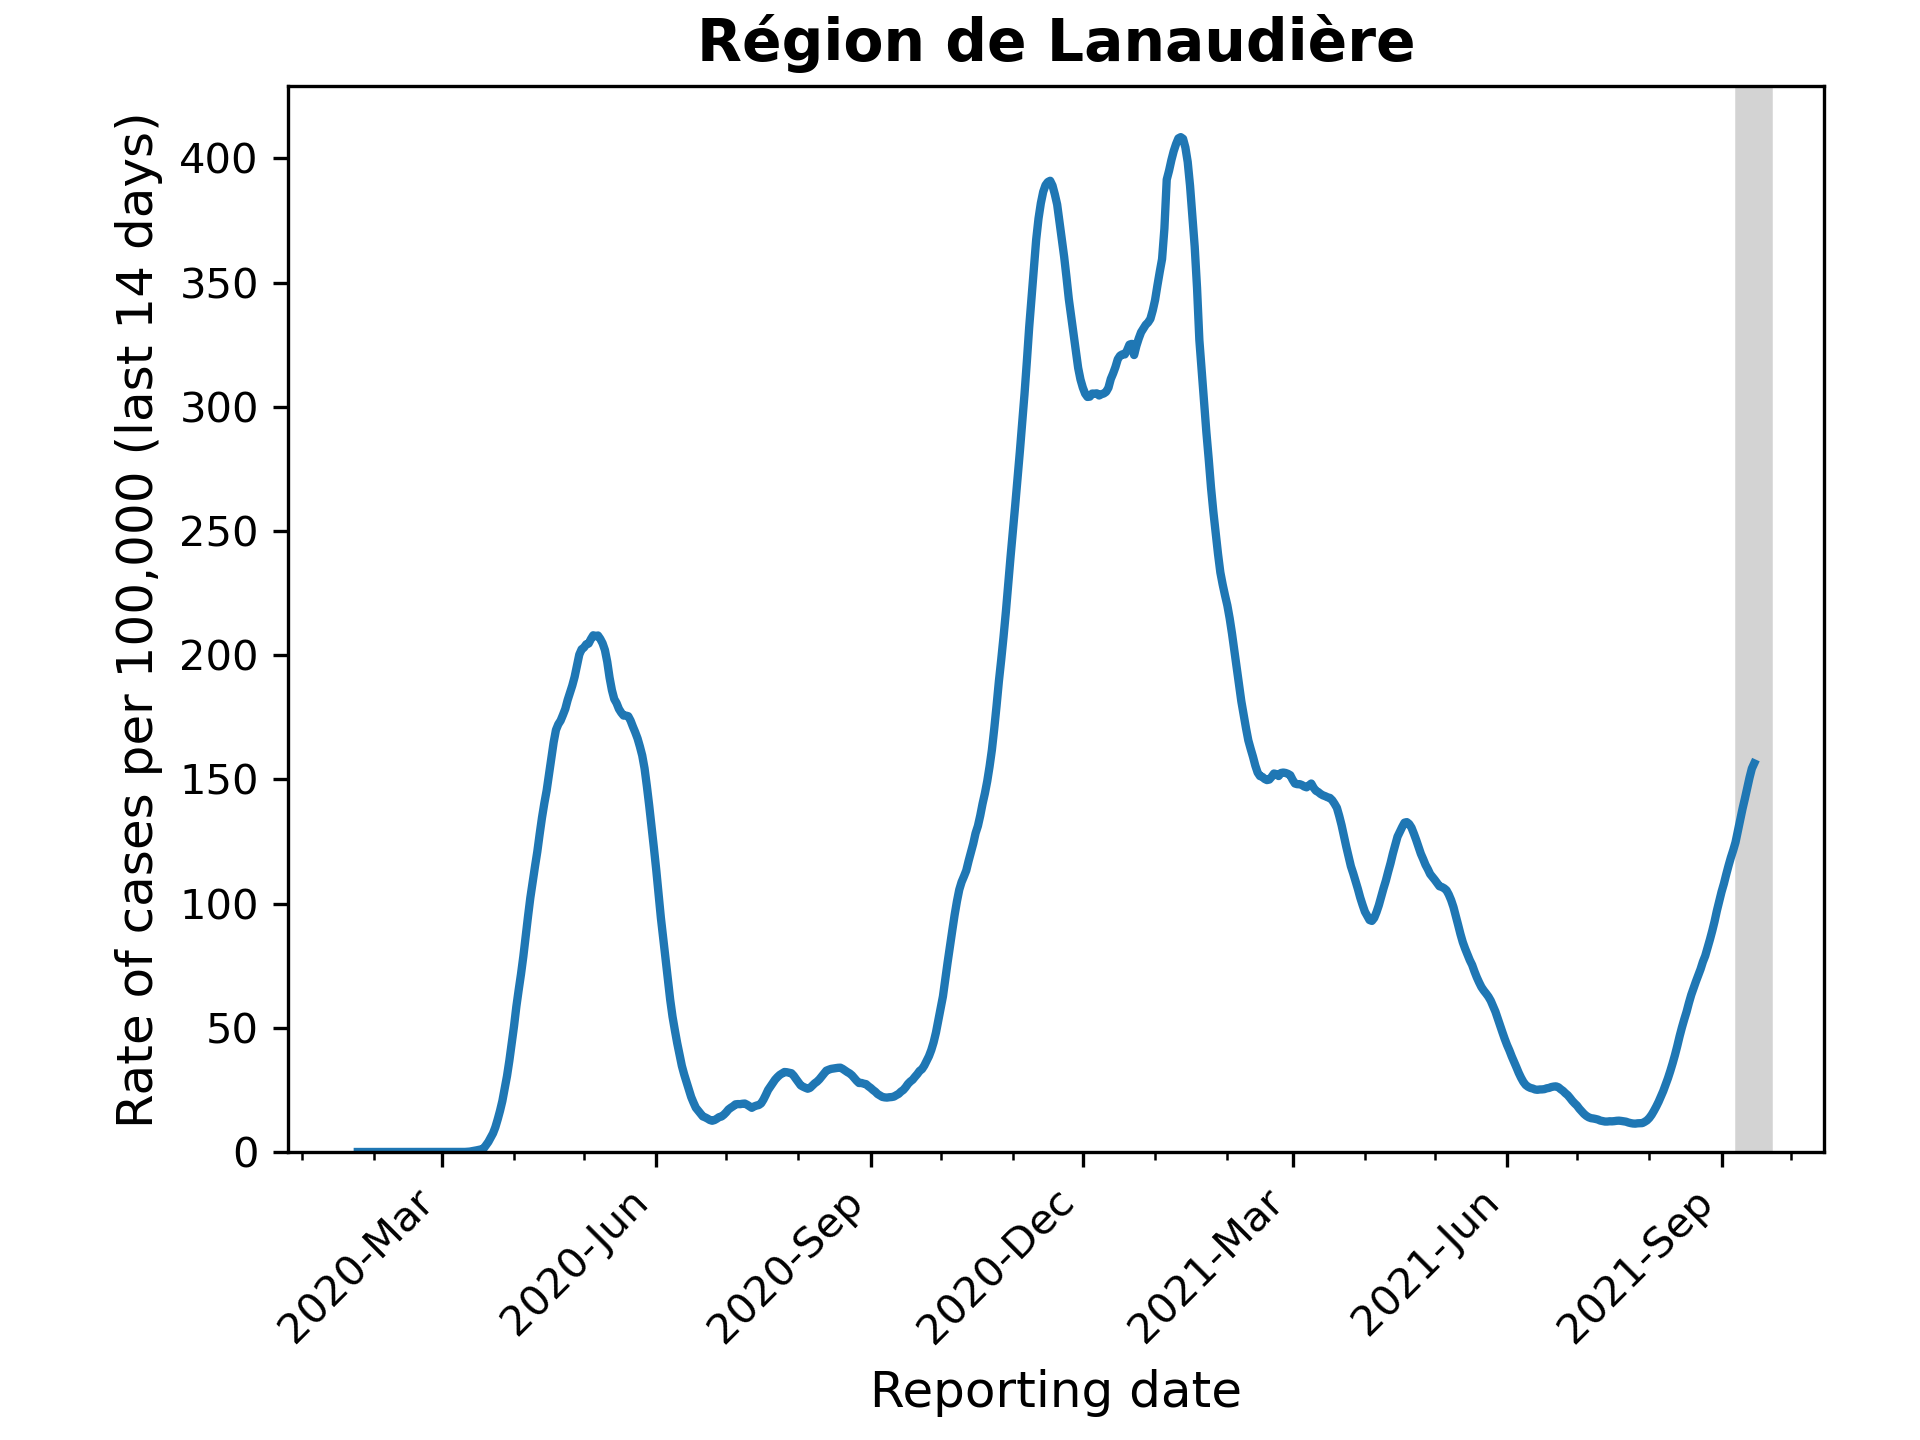 Région de Lanaudière
Rate of cases per 100,000 (last 14 days)
400
350
300
250
200
150
100
50
0
2020-Mar
2020-Jun
2020-Sep
2020-Dec
2021-Mar
2021-Jun
2021-Sep
Reporting date